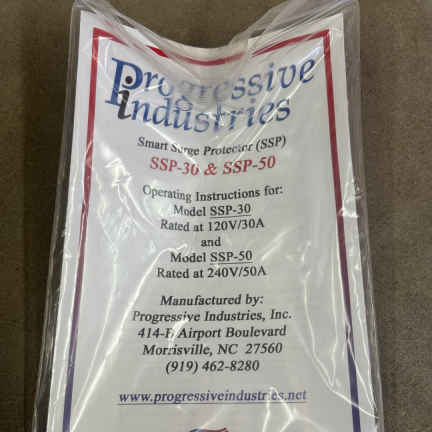 Progressive
industries
Smart Surge Protector (SSP)
SSP-30 & SSP-50
Operating Instructions for:
Model SSP-30
Rated at 120V/30A
and
Model SSP-50
Rated at 240V/50A
Manufactured by:
Progressive Industries, Inc.
Airport Boulevard
Morrisville, NC 27560
(919) 462-8280
www.progressiveindustries.net